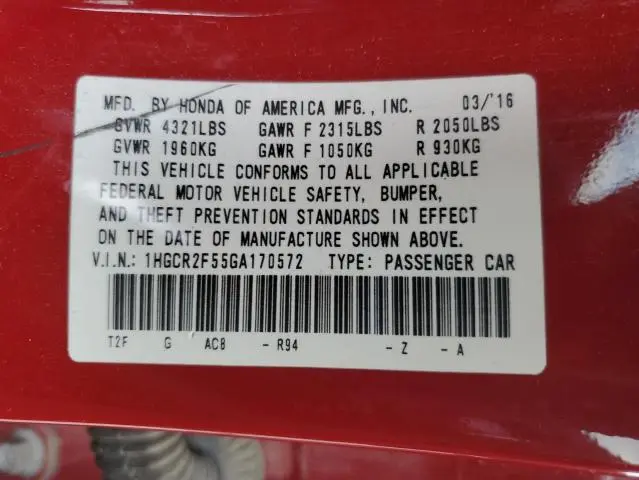 MFD. BY HONDA OF AMERICA MFG., INC. 03/'16
GVWR 4321LBS GAWR F 2315LBS R 2050LBS
GVWR 1960KG GAWR F 1050KG R 930KG
THIS VEHICLE CONFORMS TO ALL APPLICABLE
FEDERAL MOTOR VEHICLE SAFETY, BUMPER,
AND THEFT PREVENTION STANDARDS IN EFFECT
ON THE DATE OF MANUFACTURE SHOWN ABOVE.
V.I.N.: 1HGCR2F55GA170572 TYPE: PASSENGER CAR
T2F G AC8 - R94 - Z - A